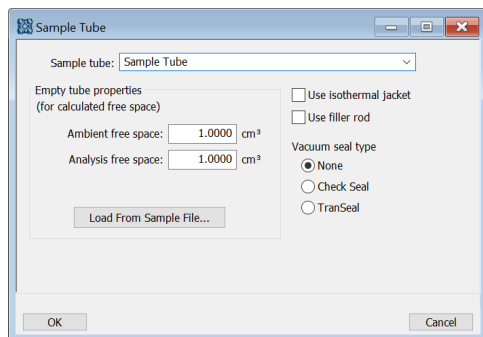 Sample Tube
Sample tube: Sample Tube
Empty tube properties
(for calculated free space)
Ambient free space: 1.0000 cm³
Analysis free space: 1.0000 cm³
Load From Sample File...
Use isothermal jacket
Use filler rod
Vacuum seal type
None
Check Seal
TranSeal
OK
Cancel